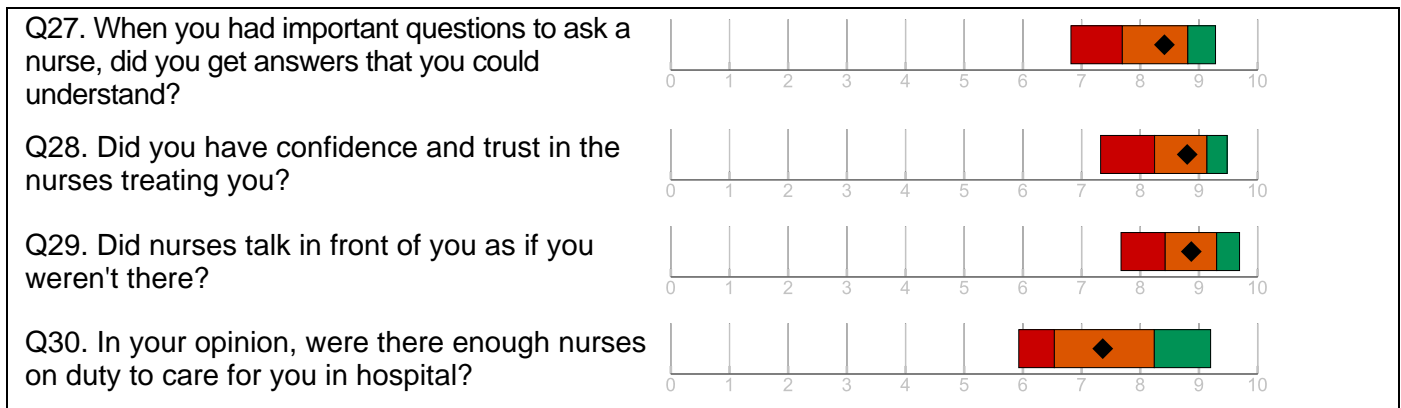 Q27. When you had important questions to ask a
nurse, did you get answers that you could
understand?
0 1 2 3 4 5 6 7 8 9 10
Q28. Did you have confidence and trust in the
nurses treating you?
0 1 2 3 4 5 6 7 8 9 10
Q29. Did nurses talk in front of you as if you
weren't there?
0 1 2 3 4 5 6 7 8 9 10
Q30. In your opinion, were there enough nurses
on duty to care for you in hospital?
0 1 2 3 4 5 6 7 8 9 10